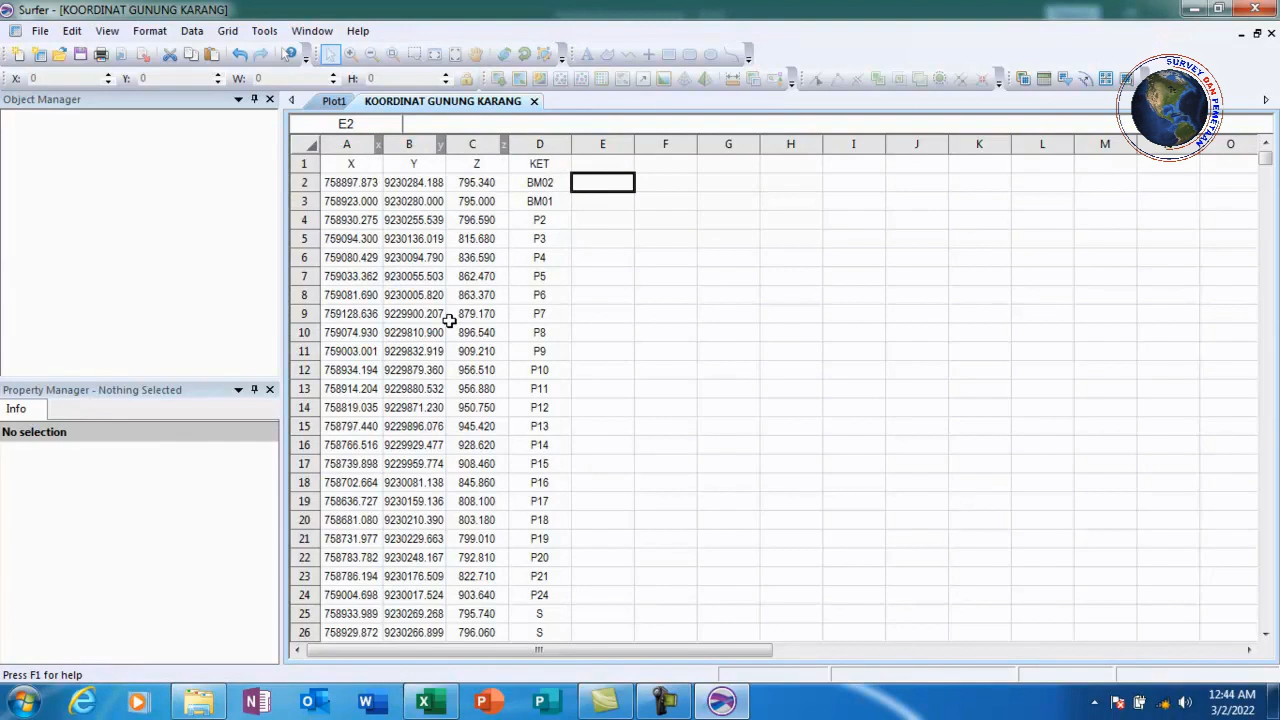 Surfer - [KOORDINAT GUNUNG KARANG]
File Edit View Format Data Grid Tools Window Help
X: 0 Y: 0 W: 0 H: 0
Object Manager
Plot1 KOORDINAT GUNUNG KARANG
SURVEY DAN PEMETAAN
E2
A x B y C z D E F G H I J K L M O
1 X Y Z KET
2 758897.873 9230284.188 795.340 BM02
3 758923.000 9230280.000 795.000 BM01
4 758930.275 9230255.539 796.590 P2
5 759094.300 9230136.019 815.680 P3
6 759080.429 9230094.790 836.590 P4
7 759033.362 9230055.503 862.470 P5
8 759081.690 9230005.820 863.370 P6
9 759128.636 9229900.207 879.170 P7
10 759074.930 9229810.900 896.540 P8
11 759003.001 9229832.919 909.210 P9
12 758934.194 9229879.360 956.510 P10
13 758914.204 9229880.532 956.880 P11
14 758819.035 9229871.230 950.750 P12
15 758797.440 9229896.076 945.420 P13
16 758766.516 9229929.477 928.620 P14
17 758739.898 9229959.774 908.460 P15
18 758702.664 9230081.138 845.860 P16
19 758636.727 9230159.136 808.100 P17
20 758681.080 9230210.390 803.180 P18
21 758731.977 9230229.663 799.010 P19
22 758783.782 9230248.167 792.810 P20
23 758786.194 9230176.509 822.710 P21
24 759004.698 9230017.524 903.640 P24
25 758933.989 9230269.268 795.740 S
26 758929.872 9230266.899 796.060 S
Property Manager - Nothing Selected
Info
No selection
Press F1 for help
12:44 AM
3/2/2022